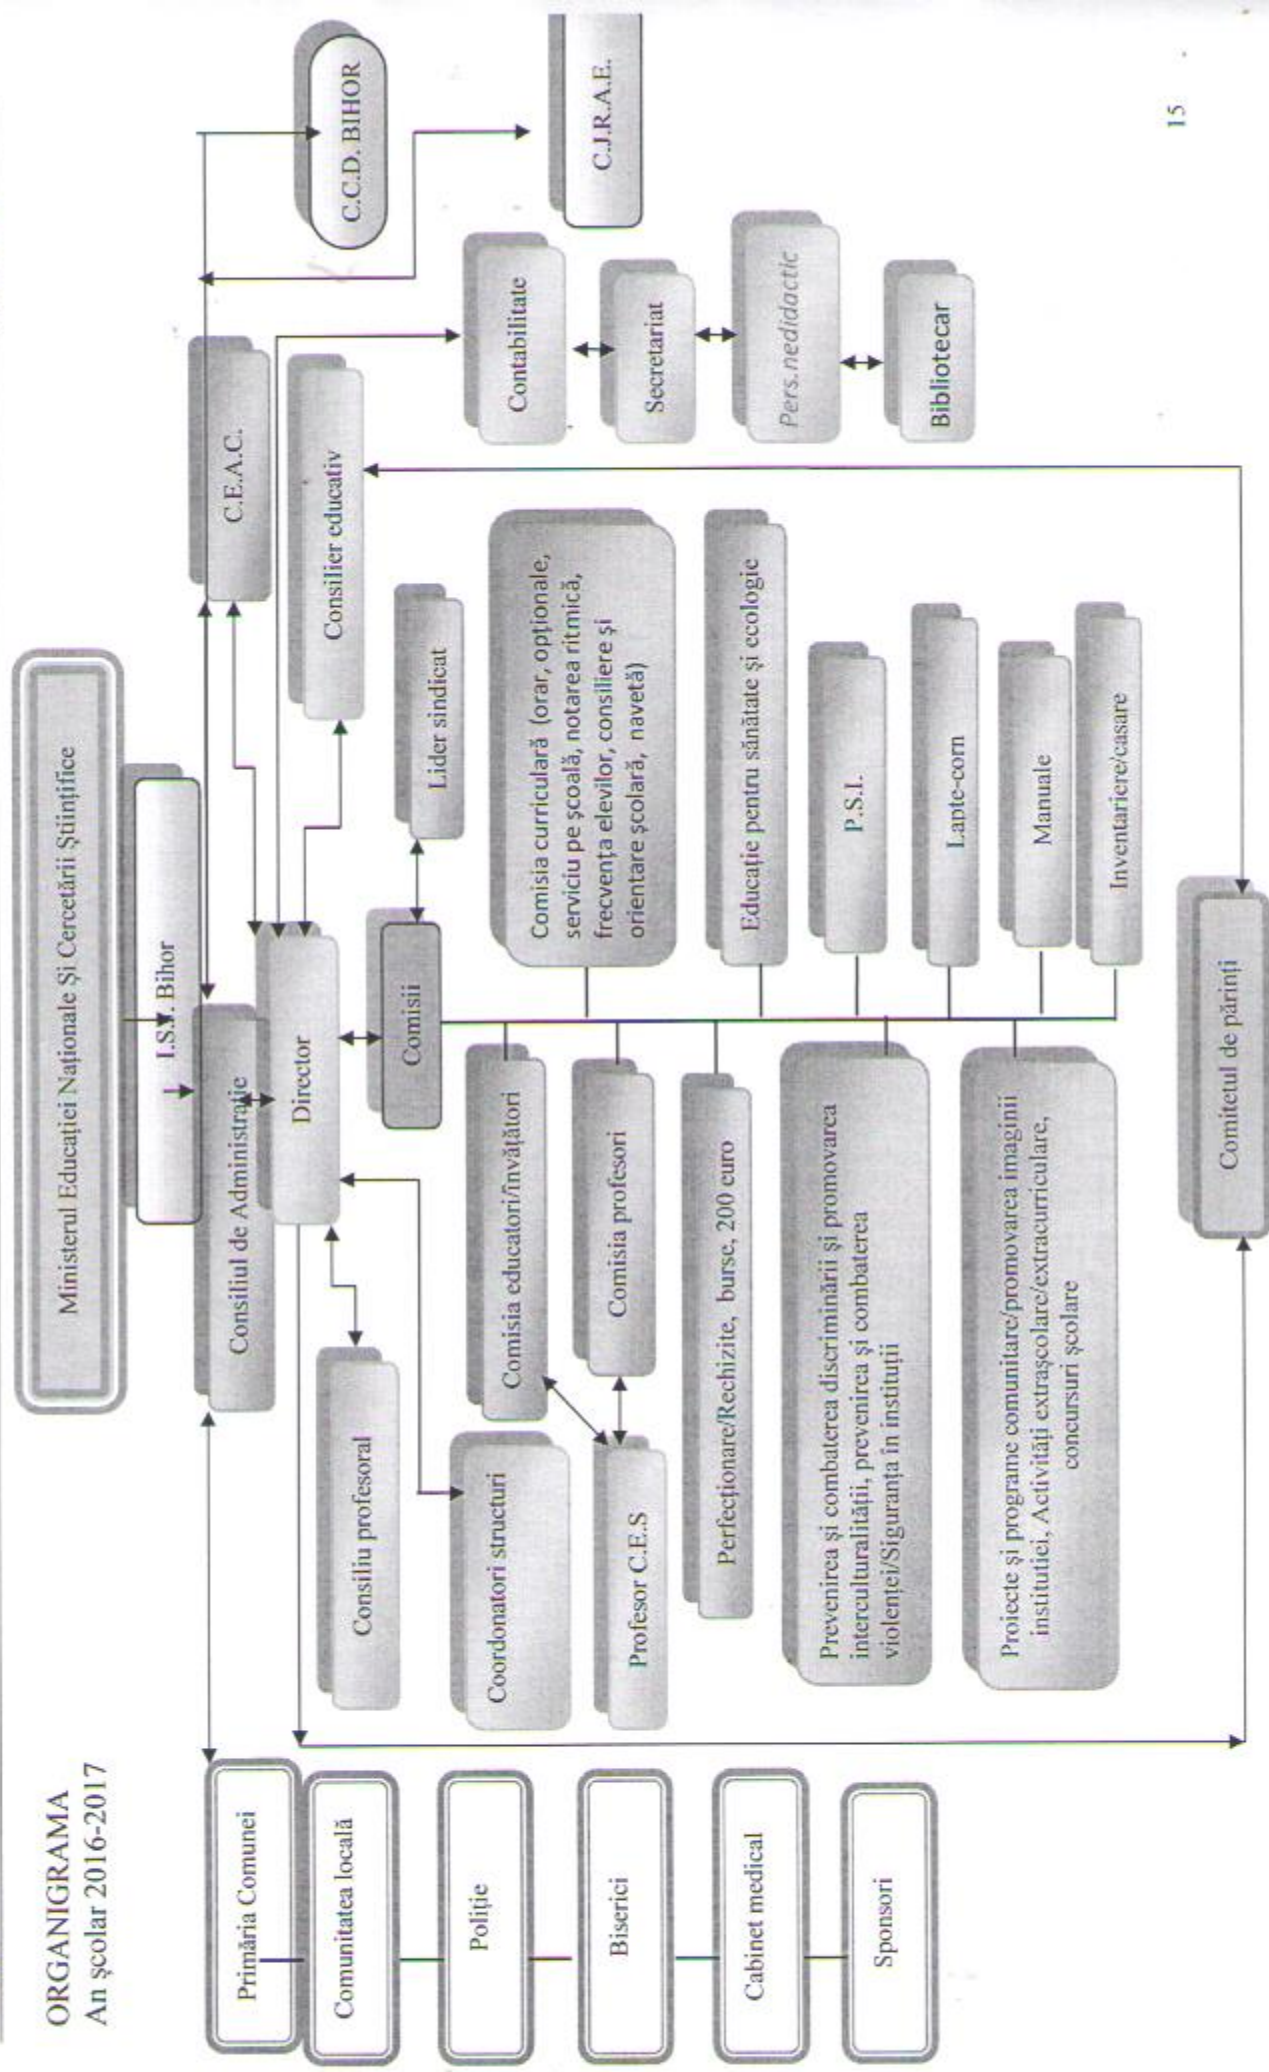 ORGANIGRAMA
An școlar 2016-2017
Ministerul Educației Naționale Și Cercetării Științifice
Bihor
Consiliul de Administrație
Director
Comisii
Lider sindicat
C.E.A.C.
Consilier educativ
C.C.D. BIHOR
C.J.R.A.E.
Contabilitate
Secretariat
Pers.nedidactic
Bibliotecar
Primăria Comunei
Comunitatea locală
Poliție
Biserici
Cabinet medical
Sponsori
Consiliu profesoral
Coordonatori structuri
Profesor C.E.S
Comisia educatori/învățători
Comisia profesori
Perfecționare/Rechizite, burse, 200 euro
Prevenirea și combaterea discriminării și promovarea
interculturalității, prevenirea și combaterea
violenței/Siguranța în instituții
Proiecte și programe comunitare/promovarea imaginii
institutiei, Activități extrașcolare/extracurriculare,
concursuri școlare
Comisia curriculară (orar, opționale,
serviciu pe școală, notarea ritmică,
frecvența elevilor, consiliere și
orientare școlară, navetă)
Educație pentru sănătate și ecologie
P.S.I.
Lapte-corn
Manuale
Inventariere/casare
Comitetul de părinți
15